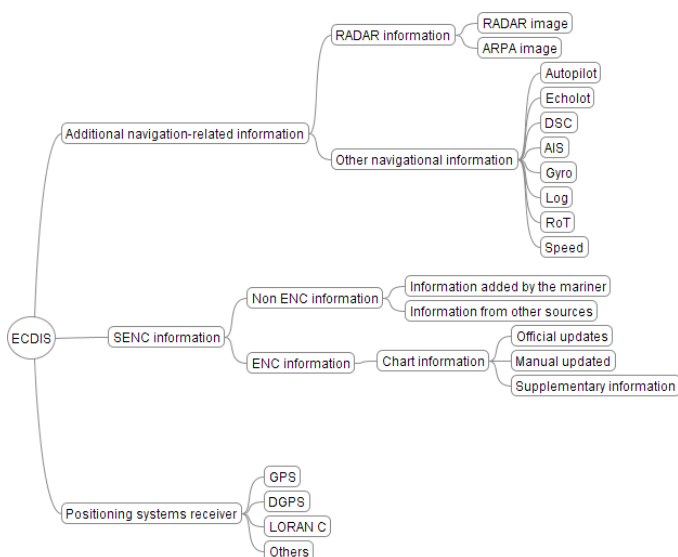 RADAR image
RADAR information
ARPA image
Autopilot
Echolot
DSC
Additional navigation-related information
AIS
Other navigational information
Gyro
Log
RoT
Speed
Information added by the mariner
Non ENC information
Information from other sources
ECDIS
SENC information
Official updates
ENC information
Chart information
Manual updated
Supplementary information
GPS
DGPS
Positioning systems receiver
LORAN C
Others